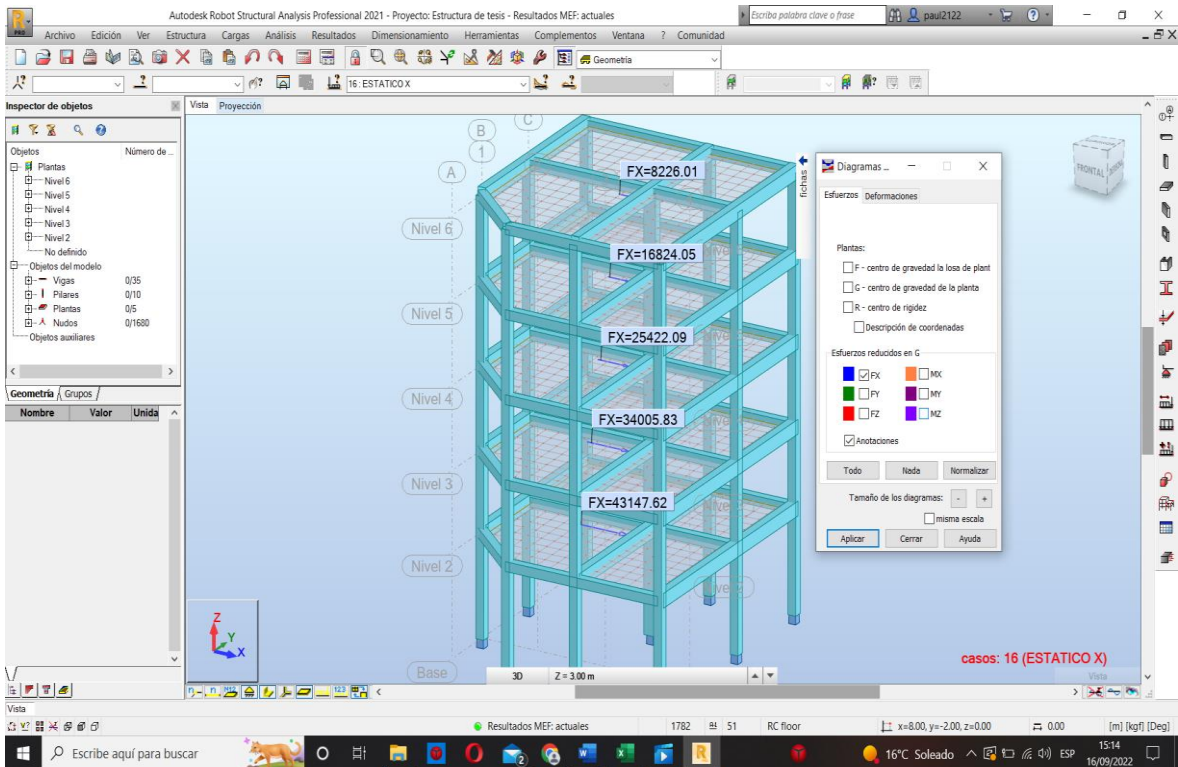 Autodesk Robot Structural Analysis Professional 2021 - Proyecto: Estructura de tesis - Resultados MEF: actuales
Escriba palabra clave o frase
paul2122
PRO
Archivo Edición Ver Estructura Cargas Análisis Resultados Dimensionamiento Herramientas Complementos Ventana ? Comunidad
Geometría
16 : ESTATICO X
Inspector de objetos
Objetos Número de ...
Plantas
Nivel 6
Nivel 5
Nivel 4
Nivel 3
Nivel 2
No definido
Objetos del modelo
Vigas 0/35
Pilares 0/10
Plantas 0/5
Nudos 0/1680
Objetos auxiliares
Geometría Grupos
Nombre Valor Unida
Vista Proyección
C
B
1
A
FX=8226.01
Nivel 6
FX=16824.05
Nivel 5
FX=25422.09
Nivel 4
FX=34005.83
Nivel 3
FX=43147.62
Nivel 2
Base
Z
Y
X
3D Z = 3.00 m
casos: 16 (ESTATICO X)
Vista
FRONTAL
fichas
Diagramas ...
Esfuerzos Deformaciones
Plantas:
F - centro de gravedad la losa de plant
G - centro de gravedad de la planta
R - centro de rigidez
Descripción de coordenadas
Esfuerzos reducidos en G
FX MX
FY MY
FZ MZ
Anotaciones
Todo Nada Normalizar
Tamaño de los diagramas: - +
misma escala
Aplicar Cerrar Ayuda
Vista
Resultados MEF: actuales 1782 51 RC floor x=8.00, y=-2.00, z=0.00 0.00 [m] [kgf] [Deg]
Escribe aquí para buscar
16°C Soleado ESP 15:14
16/09/2022